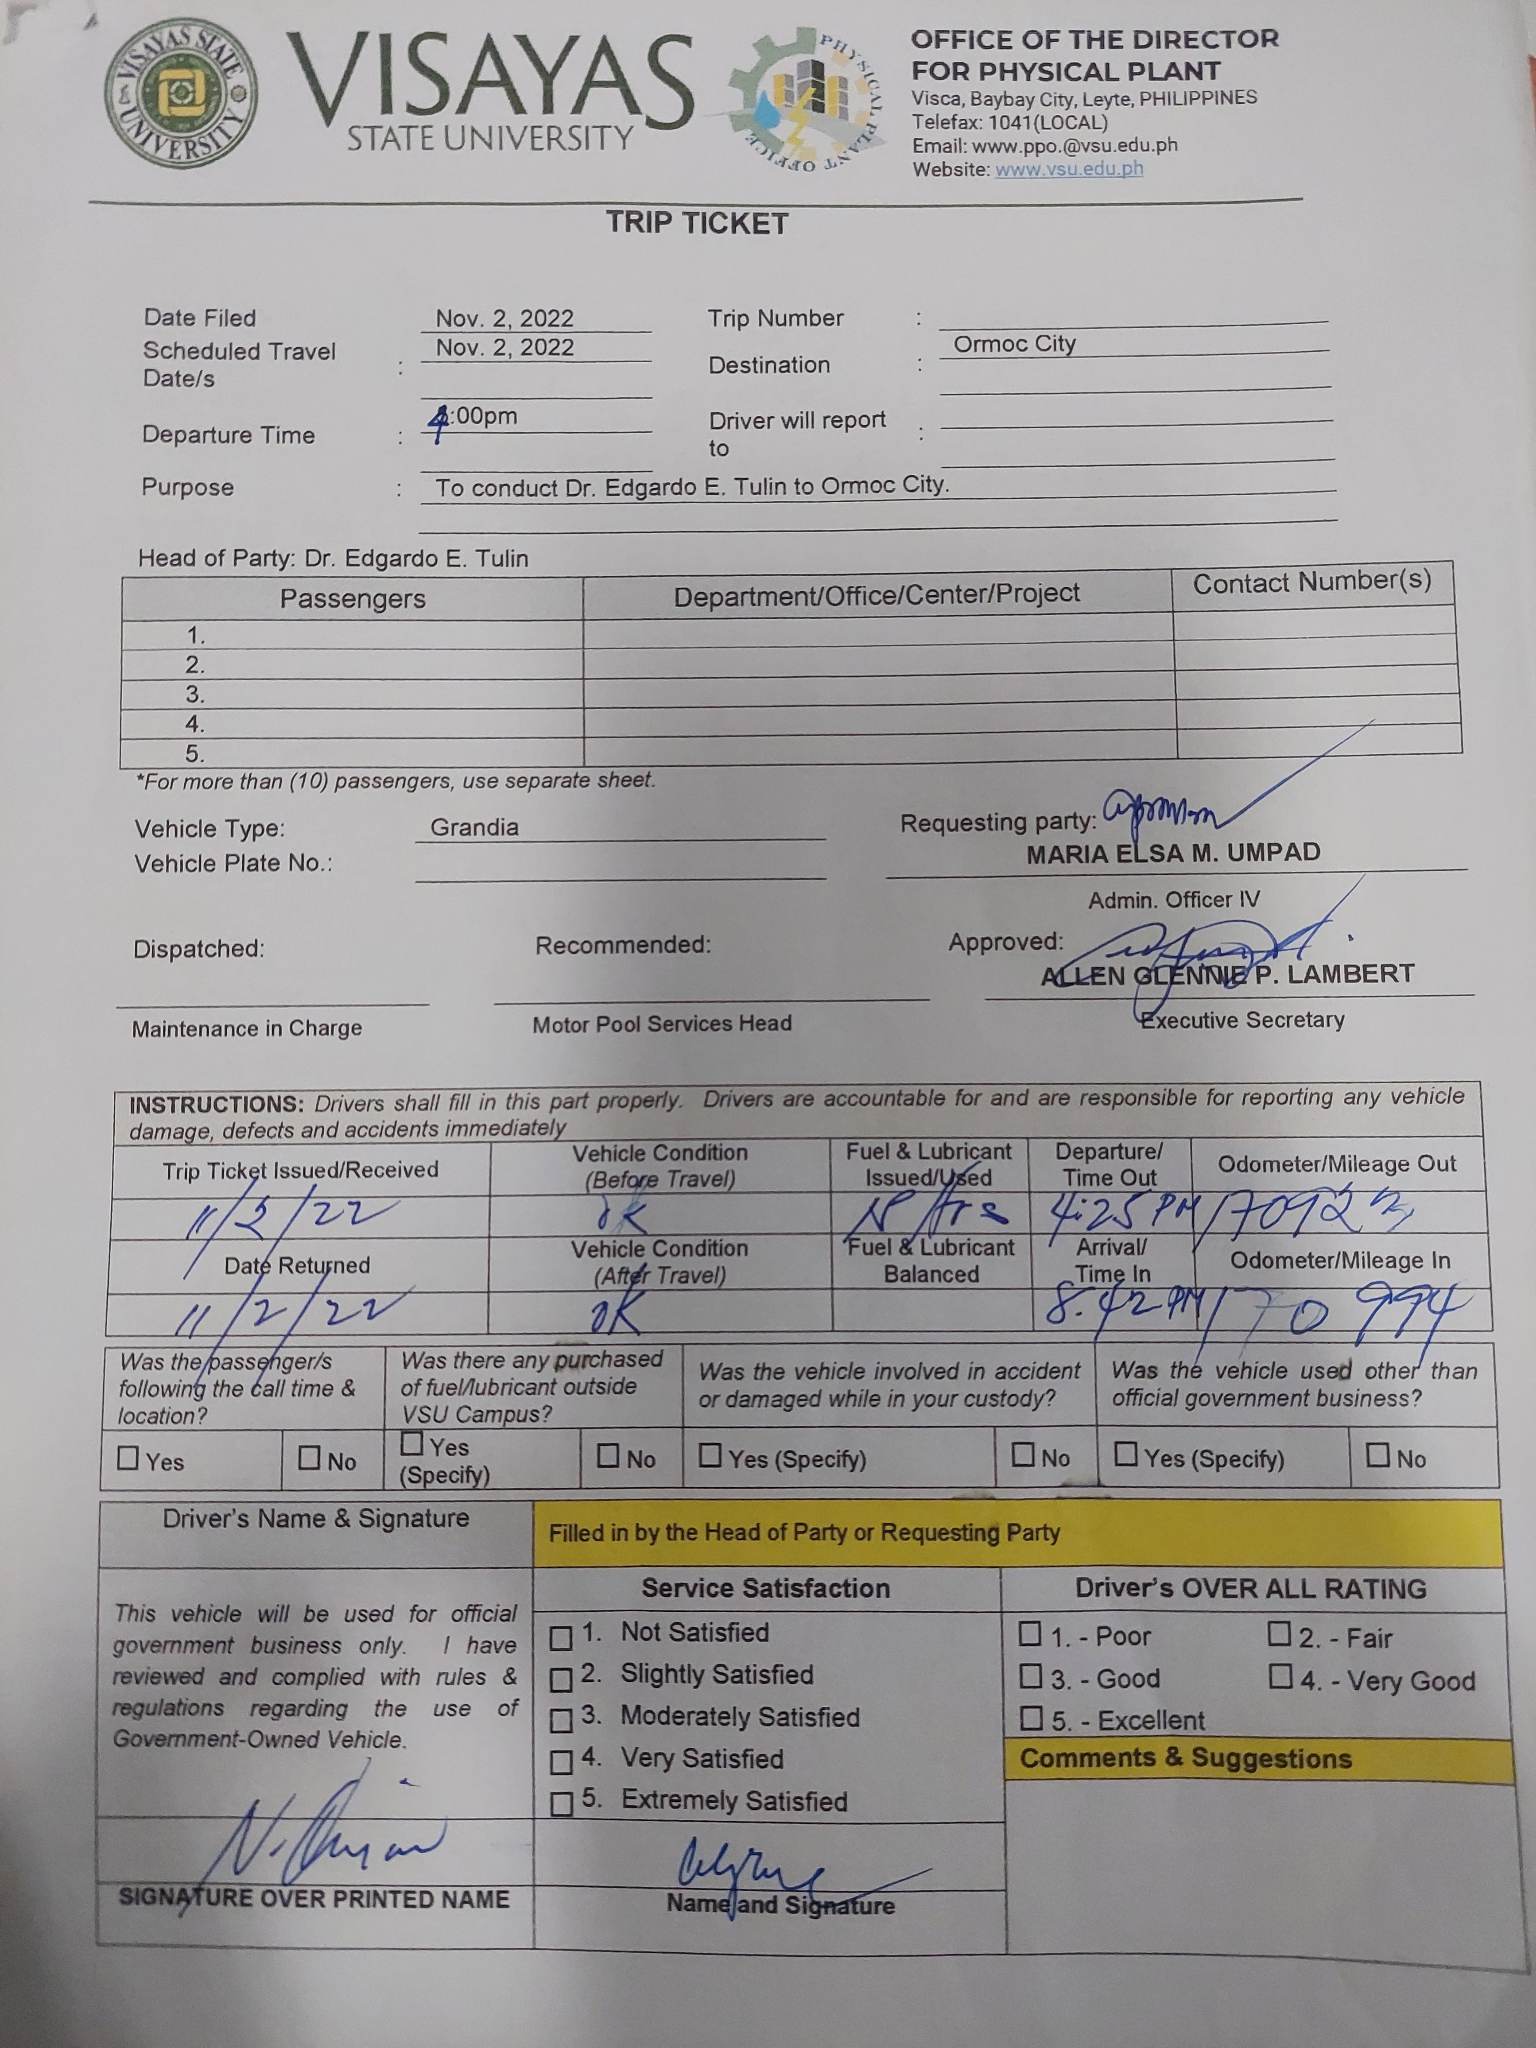 VISAYAS STATE UNIVERSITY
VISAYAS
STATE UNIVERSITY
PHYSICAL PLANT OFFICE
OFFICE OF THE DIRECTOR
FOR PHYSICAL PLANT
Visca, Baybay City, Leyte, PHILIPPINES
Telefax: 1041(LOCAL)
Email: www.ppo.@vsu.edu.ph
Website: www.vsu.edu.ph
TRIP TICKET
Date Filed Nov. 2, 2022 Trip Number :
Scheduled Travel Date/s : Nov. 2, 2022 Destination : Ormoc City
Departure Time : 4:00pm Driver will report to :
Purpose : To conduct Dr. Edgardo E. Tulin to Ormoc City.
Head of Party: Dr. Edgardo E. Tulin
Passengers Department/Office/Center/Project Contact Number(s)
1.
2.
3.
4.
5.
*For more than (10) passengers, use separate sheet.
Vehicle Type: Grandia Requesting party:
Vehicle Plate No.: MARIA ELSA M. UMPAD
Admin. Officer IV
Dispatched: Recommended: Approved:
ALLEN GLENNIE P. LAMBERT
Maintenance in Charge Motor Pool Services Head Executive Secretary
INSTRUCTIONS: Drivers shall fill in this part properly. Drivers are accountable for and are responsible for reporting any vehicle
damage, defects and accidents immediately
Trip Ticket Issued/Received Vehicle Condition (Before Travel) Fuel & Lubricant Issued/Used Departure/ Time Out Odometer/Mileage Out
11/2/22 OK 4:25 PM
Date Returned Vehicle Condition (After Travel) Fuel & Lubricant Balanced Arrival/ Time In Odometer/Mileage In
11/2/22 OK 8:42 PM 170994
Was the passenger/s following the call time & location? Was there any purchased of fuel/lubricant outside VSU Campus? Was the vehicle involved in accident or damaged while in your custody? Was the vehicle used other than official government business?
Yes No Yes (Specify) No Yes (Specify) No Yes (Specify) No
Driver's Name & Signature Filled in by the Head of Party or Requesting Party
Service Satisfaction Driver's OVER ALL RATING
This vehicle will be used for official
government business only. I have
reviewed and complied with rules &
regulations regarding the use of
Government-Owned Vehicle.
1. Not Satisfied
2. Slightly Satisfied
3. Moderately Satisfied
4. Very Satisfied
5. Extremely Satisfied
1. - Poor 2. - Fair
3. - Good 4. - Very Good
5. - Excellent
Comments & Suggestions
SIGNATURE OVER PRINTED NAME Name and Signature